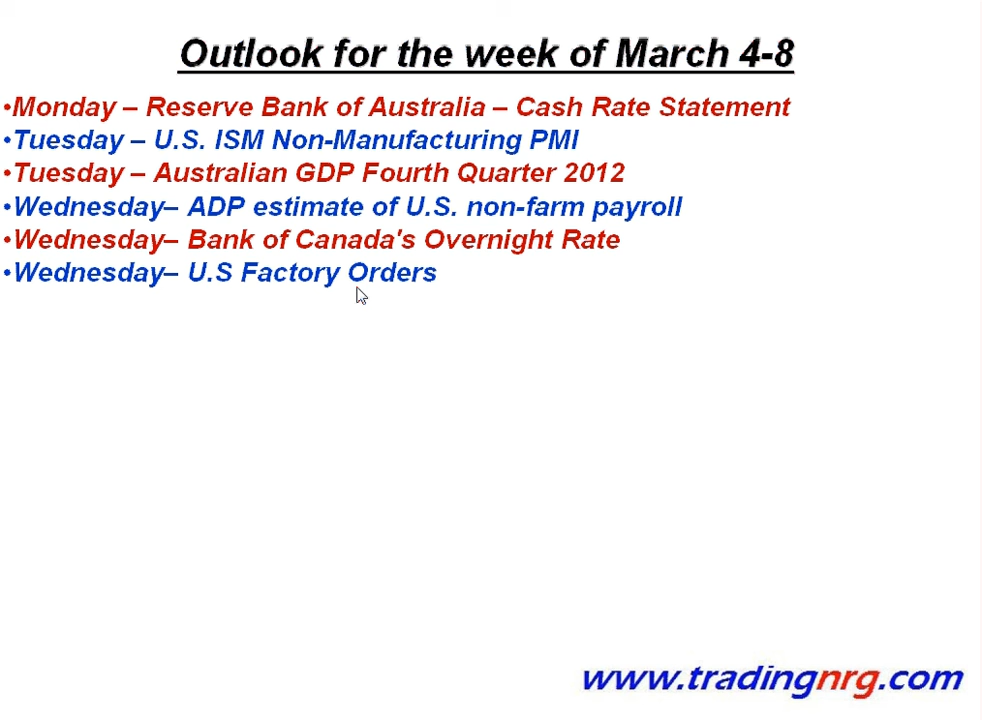 Outlook for the week of March 4-8
•Monday – Reserve Bank of Australia – Cash Rate Statement
•Tuesday – U.S. ISM Non-Manufacturing PMI
•Tuesday – Australian GDP Fourth Quarter 2012
•Wednesday– ADP estimate of U.S. non-farm payroll
•Wednesday– Bank of Canada's Overnight Rate
•Wednesday– U.S Factory Orders
www.tradingnrg.com